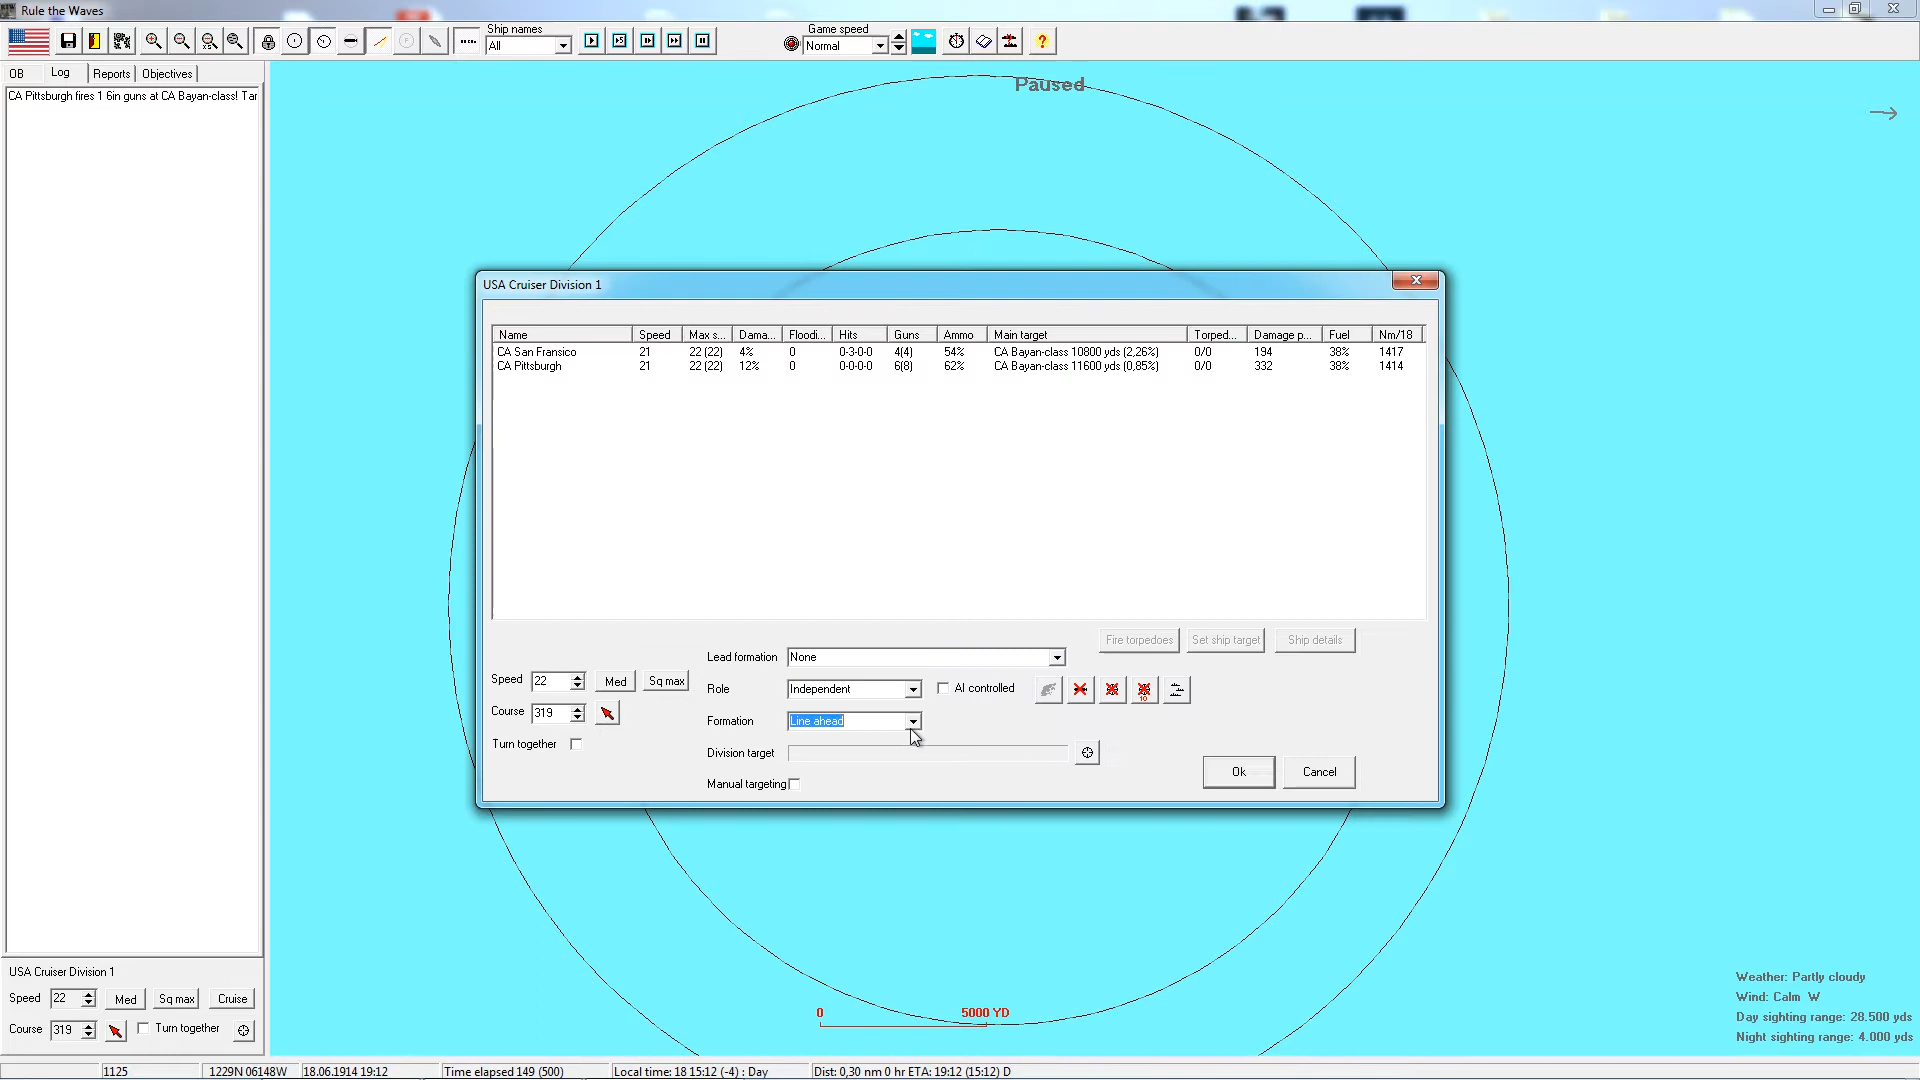 Rule the Waves
Ship names
All
Game speed
Normal
?
OB
Log
Reports
Objectives
CA Pittsburgh fires 1 6in guns at CA Bayan-class! Tar
Paused
USA Cruiser Division 1
Name Speed Max s... Dama... Floodi... Hits Guns Ammo Main target Torped... Damage p... Fuel Nm/18
CA San Fransico 21 22 (22) 4% 0 0-3-0-0 4(4) 54% CA Bayan-class 10800 yds (2,26%) 0/0 194 38% 1417
CA Pittsburgh 21 22 (22) 12% 0 0-0-0-0 6(8) 62% CA Bayan-class 11600 yds (0,85%) 0/0 332 38% 1414
Fire torpedoes Set ship target Ship details
Lead formation None
Speed 22 Med Sq max
Role Independent AI controlled
10
Course 319
Formation Line ahead
Turn together
Division target
Manual targeting
Ok Cancel
USA Cruiser Division 1
Speed 22 Med Sq max Cruise
Course 319 Turn together
0 5000 YD
Weather: Partly cloudy
Wind: Calm W
Day sighting range: 28.500 yds
Night sighting range: 4.000 yds
1125 1229N 06148W 18.06.1914 19:12 Time elapsed 149 (500) Local time: 18 15:12 (-4) : Day Dist: 0,30 nm 0 hr ETA: 19:12 (15:12) D